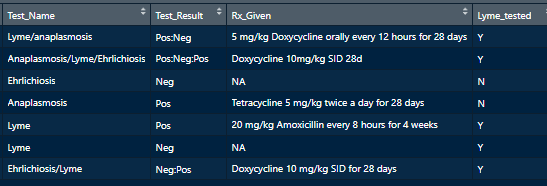 Test_Name Test_Result Rx_Given Lyme_tested
Lyme/anaplasmosis Pos:Neg 5 mg/kg Doxycycline orally every 12 hours for 28 days Y
Anaplasmosis/Lyme/Ehrlichiosis Pos:Neg:Pos Doxycycline 10mg/kg SID 28d Y
Ehrlichiosis Neg NA N
Anaplasmosis Pos Tetracycline 5 mg/kg twice a day for 28 days N
Lyme Pos 20 mg/kg Amoxicillin every 8 hours for 4 weeks Y
Lyme Neg NA Y
Ehrlichiosis/Lyme Neg:Pos Doxycycline 10 mg/kg SID for 28 days Y